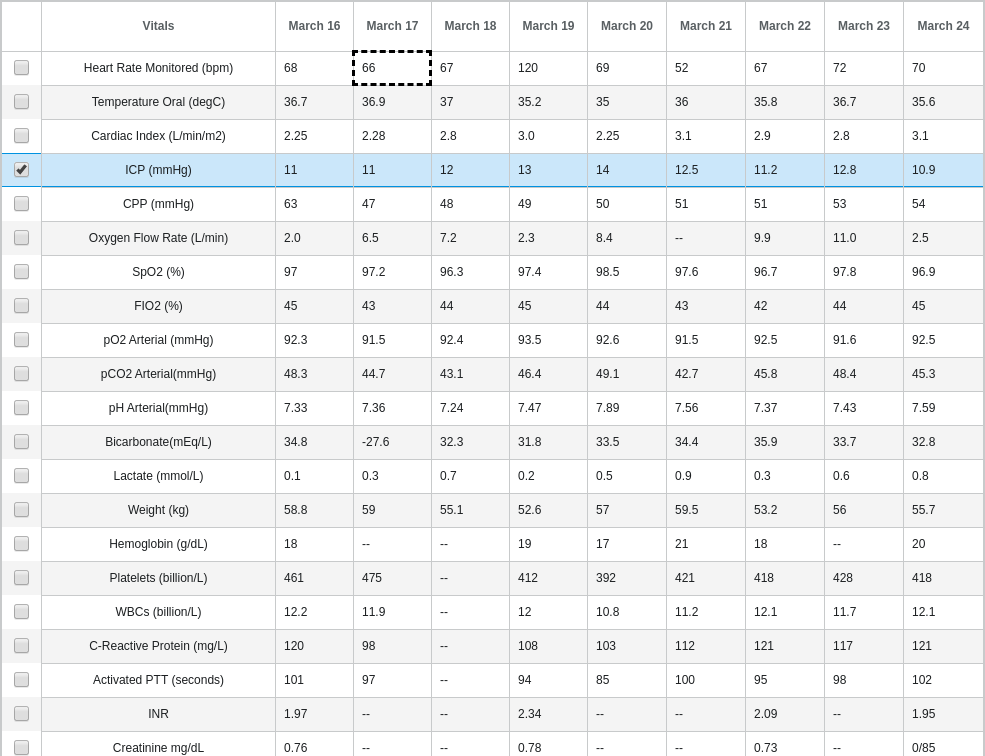 Vitals March 16 March 17 March 18 March 19 March 20 March 21 March 22 March 23 March 24
Heart Rate Monitored (bpm) 68 66 67 120 69 52 67 72 70
Temperature Oral (degC) 36.7 36.9 37 35.2 35 36 35.8 36.7 35.6
Cardiac Index (L/min/m2) 2.25 2.28 2.8 3.0 2.25 3.1 2.9 2.8 3.1
ICP (mmHg) 11 11 12 13 14 12.5 11.2 12.8 10.9
CPP (mmHg) 63 47 48 49 50 51 51 53 54
Oxygen Flow Rate (L/min) 2.0 6.5 7.2 2.3 8.4 -- 9.9 11.0 2.5
SpO2 (%) 97 97.2 96.3 97.4 98.5 97.6 96.7 97.8 96.9
FIO2 (%) 45 43 44 45 44 43 42 44 45
pO2 Arterial (mmHg) 92.3 91.5 92.4 93.5 92.6 91.5 92.5 91.6 92.5
pCO2 Arterial(mmHg) 48.3 44.7 43.1 46.4 49.1 42.7 45.8 48.4 45.3
pH Arterial(mmHg) 7.33 7.36 7.24 7.47 7.89 7.56 7.37 7.43 7.59
Bicarbonate(mEq/L) 34.8 -27.6 32.3 31.8 33.5 34.4 35.9 33.7 32.8
Lactate (mmol/L) 0.1 0.3 0.7 0.2 0.5 0.9 0.3 0.6 0.8
Weight (kg) 58.8 59 55.1 52.6 57 59.5 53.2 56 55.7
Hemoglobin (g/dL) 18 -- -- 19 17 21 18 -- 20
Platelets (billion/L) 461 475 -- 412 392 421 418 428 418
WBCs (billion/L) 12.2 11.9 -- 12 10.8 11.2 12.1 11.7 12.1
C-Reactive Protein (mg/L) 120 98 -- 108 103 112 121 117 121
Activated PTT (seconds) 101 97 -- 94 85 100 95 98 102
INR 1.97 -- -- 2.34 -- -- 2.09 -- 1.95
Creatinine mg/dL 0.76 -- -- 0.78 -- -- 0.73 -- 0/85